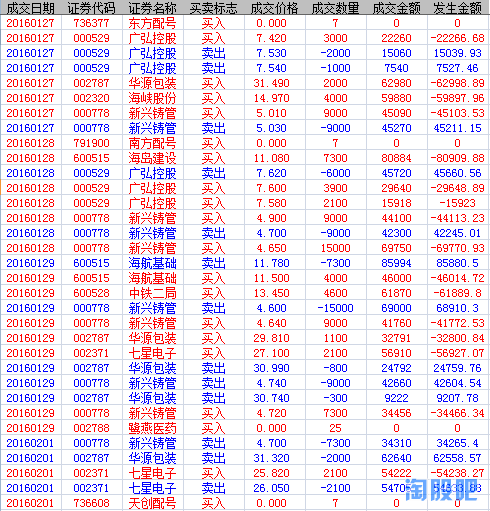 成交日期 证券代码 证券名称 买卖标志 成交价格 成交数量 成交金额 发生金额
20160127 736377 东方配号 买入 0.000 7 0 0
20160127 000529 广弘控股 买入 7.420 3000 22260 -22266.68
20160127 000529 广弘控股 卖出 7.530 -2000 15060 15039.93
20160127 000529 广弘控股 卖出 7.540 -1000 7540 7527.46
20160127 002787 华源包装 买入 31.490 2000 62980 -62998.89
20160127 002320 海峡股份 买入 14.970 4000 59880 -59897.96
20160127 000778 新兴铸管 买入 5.010 9000 45090 -45103.53
20160127 000778 新兴铸管 卖出 5.030 -9000 45270 45211.15
20160128 791900 南方配号 买入 0.000 7 0 0
20160128 600515 海岛建设 买入 11.080 7300 80884 -80909.88
20160128 000529 广弘控股 卖出 7.620 -6000 45720 45660.56
20160128 000529 广弘控股 买入 7.600 3900 29640 -29648.89
20160128 000529 广弘控股 买入 7.580 2100 15918 -15923
20160128 000778 新兴铸管 买入 4.900 9000 44100 -44113.23
20160128 000778 新兴铸管 卖出 4.700 -9000 42300 42245.01
20160128 000778 新兴铸管 买入 4.650 15000 69750 -69770.93
20160129 600515 海航基础 卖出 11.780 -7300 85994 85880.5
20160129 600515 海航基础 买入 11.500 4000 46000 -46014.72
20160129 600528 中铁二局 买入 13.450 4600 61870 -61889.8
20160129 000778 新兴铸管 卖出 4.600 -15000 69000 68910.3
20160129 000778 新兴铸管 买入 4.640 9000 41760 -41772.53
20160129 002787 华源包装 买入 29.810 1100 32791 -32800.84
20160129 002371 七星电子 买入 27.100 2100 56910 -56927.07
20160129 002787 华源包装 卖出 30.990 -800 24792 24759.76
20160129 000778 新兴铸管 卖出 4.740 -9000 42660 42604.54
20160129 002787 华源包装 卖出 30.740 -300 9222 9207.78
20160129 000778 新兴铸管 买入 4.720 7300 34456 -34466.34
20160129 002788 鹭燕医药 买入 0.000 25 0 0
20160201 000778 新兴铸管 卖出 4.700 -7300 34310 34265.4
20160201 002787 华源包装 卖出 31.320 -2000 62640 62558.57
20160201 002371 七星电子 买入 25.820 2100 54222 -54238.27
20160201 002371 七星电子 卖出 26.050 -2100
20160201 736608 天创配号 买入 0.000 7 0
淘股吧